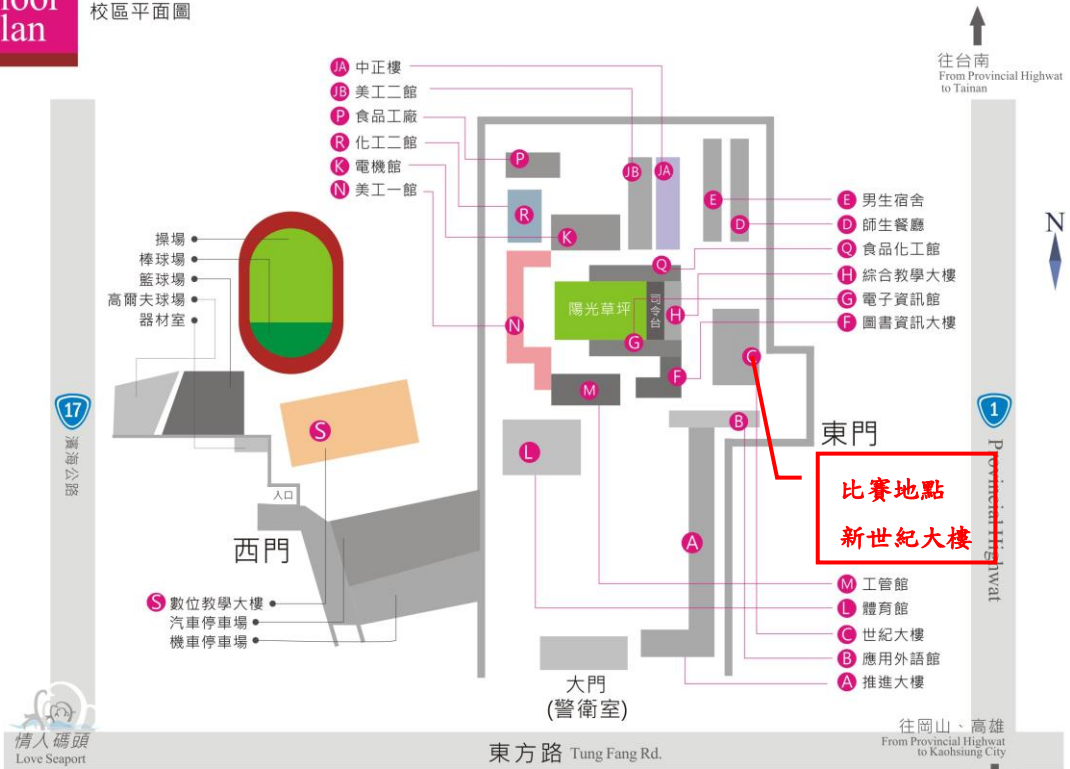 loor
lan
校區平面圖
往台南
From Provincial Highwat
to Tainan
JA 中正樓
JB 美工二館
P 食品工廠
R 化工二館
K 電機館
N 美工一館
P
JB
JA
R
K
E
D
E 男生宿舍
D 師生餐廳
Q 食品化工館
H 綜合教學大樓
G 電子資訊館
F 圖書資訊大樓
N
操場
棒球場
籃球場
高爾夫球場
器材室
Q
陽光草坪
司令台
H
N
G
C
F
M
17
濱海公路
S
L
B
東門
1
Provincial Highwat
比賽地點
新世紀大樓
入口
西門
A
S 數位教學大樓
汽車停車場
機車停車場
M 工管館
L 體育館
C 世紀大樓
B 應用外語館
A 推進大樓
大門
(警衛室)
情人碼頭
Love Seaport
東方路 Tung Fang Rd.
往岡山、高雄
From Provincial Highwat
to Kaohsiung City